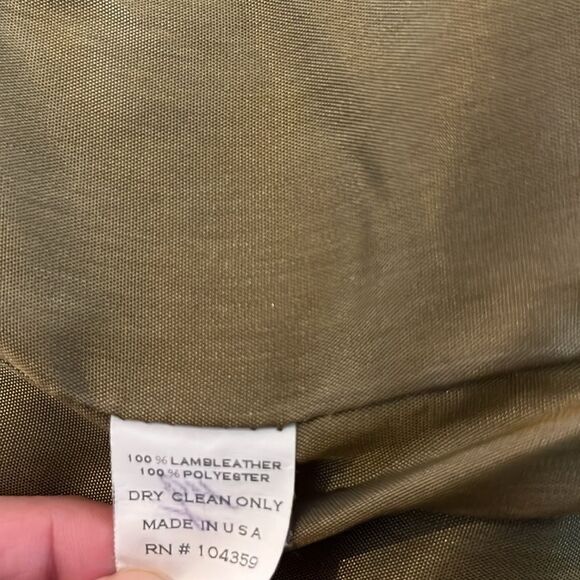 100% LAMBLEATHER
100% POLYESTER
DRY CLEAN ONLY
MADE IN USA
RN # 104359